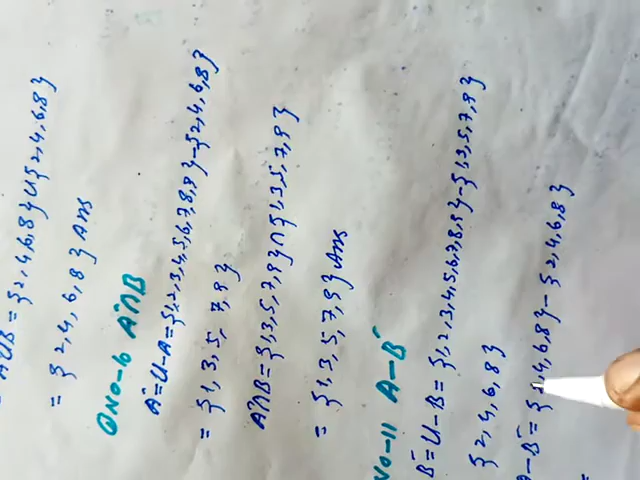 AUB = {2,4,6,8}U{2,4,6,8}
= {2,4,6,8} Ans
QNo-6 A⁻∩B
A⁻=U-A={1,2,3,4,5,6,7,8,9}-{2,4,6,8}
= {1,3,5,7,9}
A⁻∩B={1,3,5,7,9}∩{1,3,5,7,9}
= {1,3,5,7,9} Ans
No-11 A-B⁻
B⁻=U-B={1,2,3,4,5,6,7,8,9}-{1,3,5,7,9}
{2,4,6,8}
-B⁻={2,4,6,8}-{2,4,6,8}
=